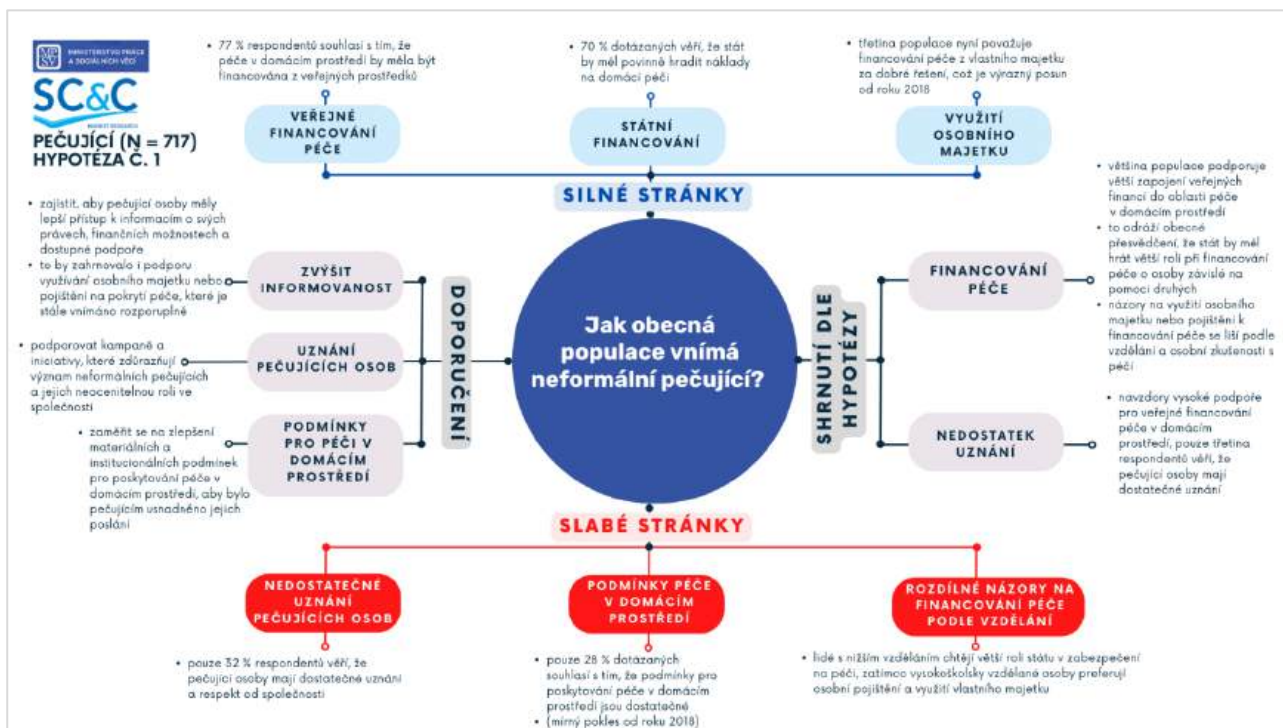 MPSV
MINISTERSTVO PRÁCE
A SOCIÁLNÍCH VĚCÍ
SC&C
MARKET RESEARCH
PEČUJÍCÍ (N = 717)
HYPOTÉZA Č. 1
• 77 % respondentů souhlasí s tím, že
péče v domácím prostředí by měla být
financována z veřejných prostředků
VEŘEJNÉ
FINANCOVÁNÍ
PÉČE
• 70 % dotázaných věří, že stát
by měl povinně hradit náklady
na domácí péči
STÁTNÍ
FINANCOVÁNÍ
• třetina populace nyní považuje
financování péče z vlastního majetku
za dobré řešení, což je výrazný posun
od roku 2018
VYUŽITÍ
OSOBNÍHO
MAJETKU
SILNÉ STRÁNKY
• zajistit, aby pečující osoby měly
lepší přístup k informacím o svých
právech, finančních možnostech a
dostupné podpoře
• to by zahrnovalo i podporu
využívání osobního majetku nebo
pojištění na pokrytí péče, které je
stále vnímáno rozporuplně
ZVÝŠIT
INFORMOVANOST
podporovat kampaně a
iniciativy, které zdůrazňují
význam neformálních pečujících
a jejich neocenitelnou roli ve
společnosti
UZNÁNÍ
PEČUJÍCÍCH OSOB
• zaměřit se na zlepšení
materiálních a
institucionálních podmínek
pro poskytování péče v
domácím prostředí, aby bylo
pečujícím usnadněno jejich
poslání
PODMÍNKY
PRO PÉČI V
DOMÁCÍM
PROSTŘEDÍ
DOPORUČENÍ
Jak obecná
populace vnímá
neformální pečující?
SHRNUTÍ DLE
HYPOTÉZY
FINANCOVÁNÍ
PÉČE
• většina populace podporuje
větší zapojení veřejných
financí do oblasti péče
v domácím prostředí
• to odráží obecné
přesvědčení, že stát by měl
hrát větší roli při financování
péče o osoby závislé na
pomoci druhých
• názory na využití osobního
majetku nebo pojištění k
financování péče se liší podle
vzdělání a osobní zkušenosti s
péčí
NEDOSTATEK
UZNÁNÍ
• navzdory vysoké podpoře
pro veřejné financování
péče v domácím
prostředí, pouze třetina
respondentů věří, že
pečující osoby mají
dostatečné uznání
SLABÉ STRÁNKY
NEDOSTATEČNÉ
UZNÁNÍ
PEČUJÍCÍCH OSOB
• pouze 32 % respondentů věří, že
pečující osoby mají dostatečné uznání
a respekt od společnosti
PODMÍNKY PÉČE
V DOMÁCÍM
PROSTŘEDÍ
• pouze 28 % dotázaných
souhlasí s tím, že podmínky pro
poskytování péče v domácím
prostředí jsou dostatečné
• (mírný pokles od roku 2018)
ROZDÍLNÉ NÁZORY NA
FINANCOVÁNÍ PÉČE
PODLE VZDĚLÁNÍ
• lidé s nižším vzděláním chtějí větší roli státu v zabezpečení
na péči, zatímco vysokoškolsky vzdělané osoby preferují
osobní pojištění a využití vlastního majetku